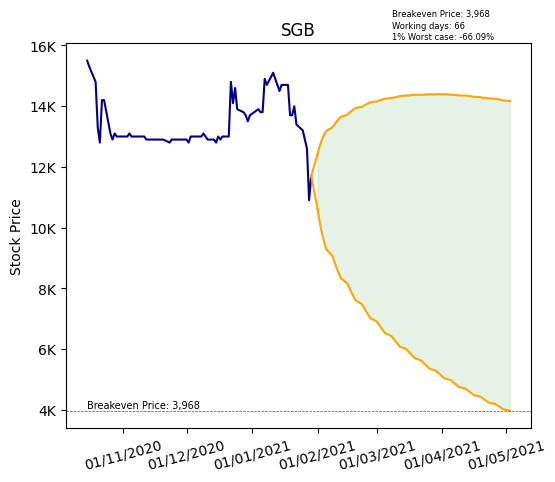 Breakeven Price: 3,968
Working days: 66
1% Worst case: -66.09%
SGB
Stock Price
16K
14K
12K
10K
8K
6K
4K
Breakeven Price: 3,968
01/11/2020
01/12/2020
01/01/2021
01/02/2021
01/03/2021
01/04/2021
01/05/2021